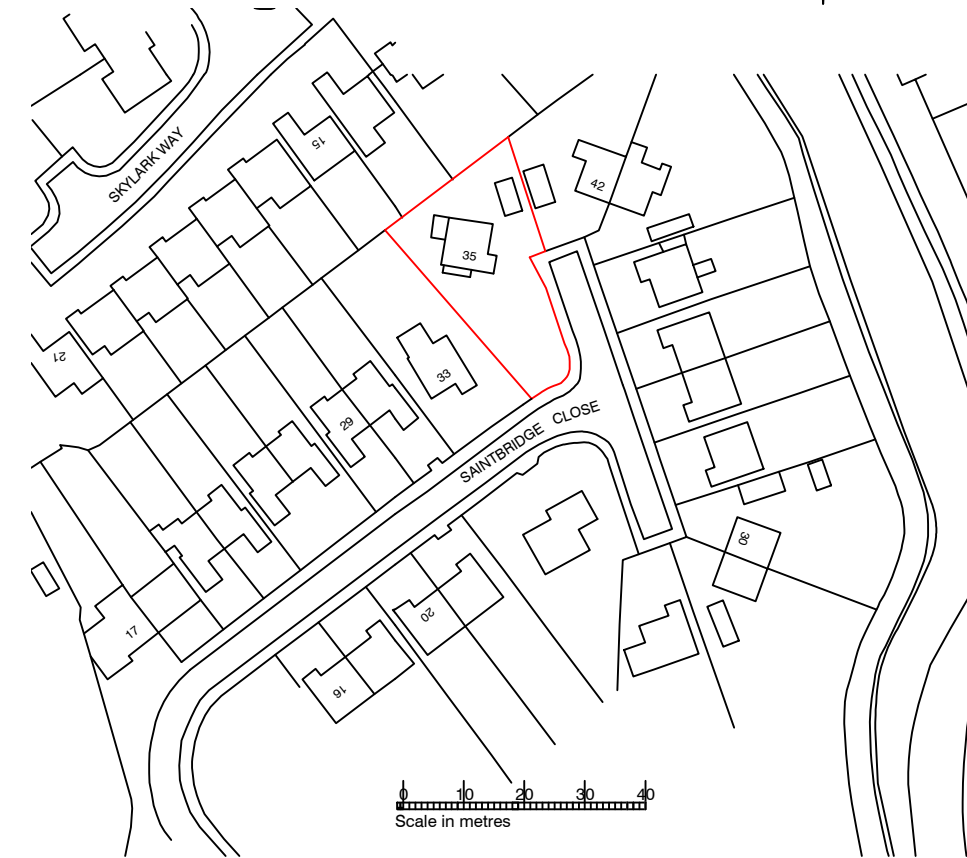 SKYLARK WAY
15
42
35
21
33
29
SAINTBRIDGE CLOSE
30
17
20
16
0 10 20 30 40
Scale in metres